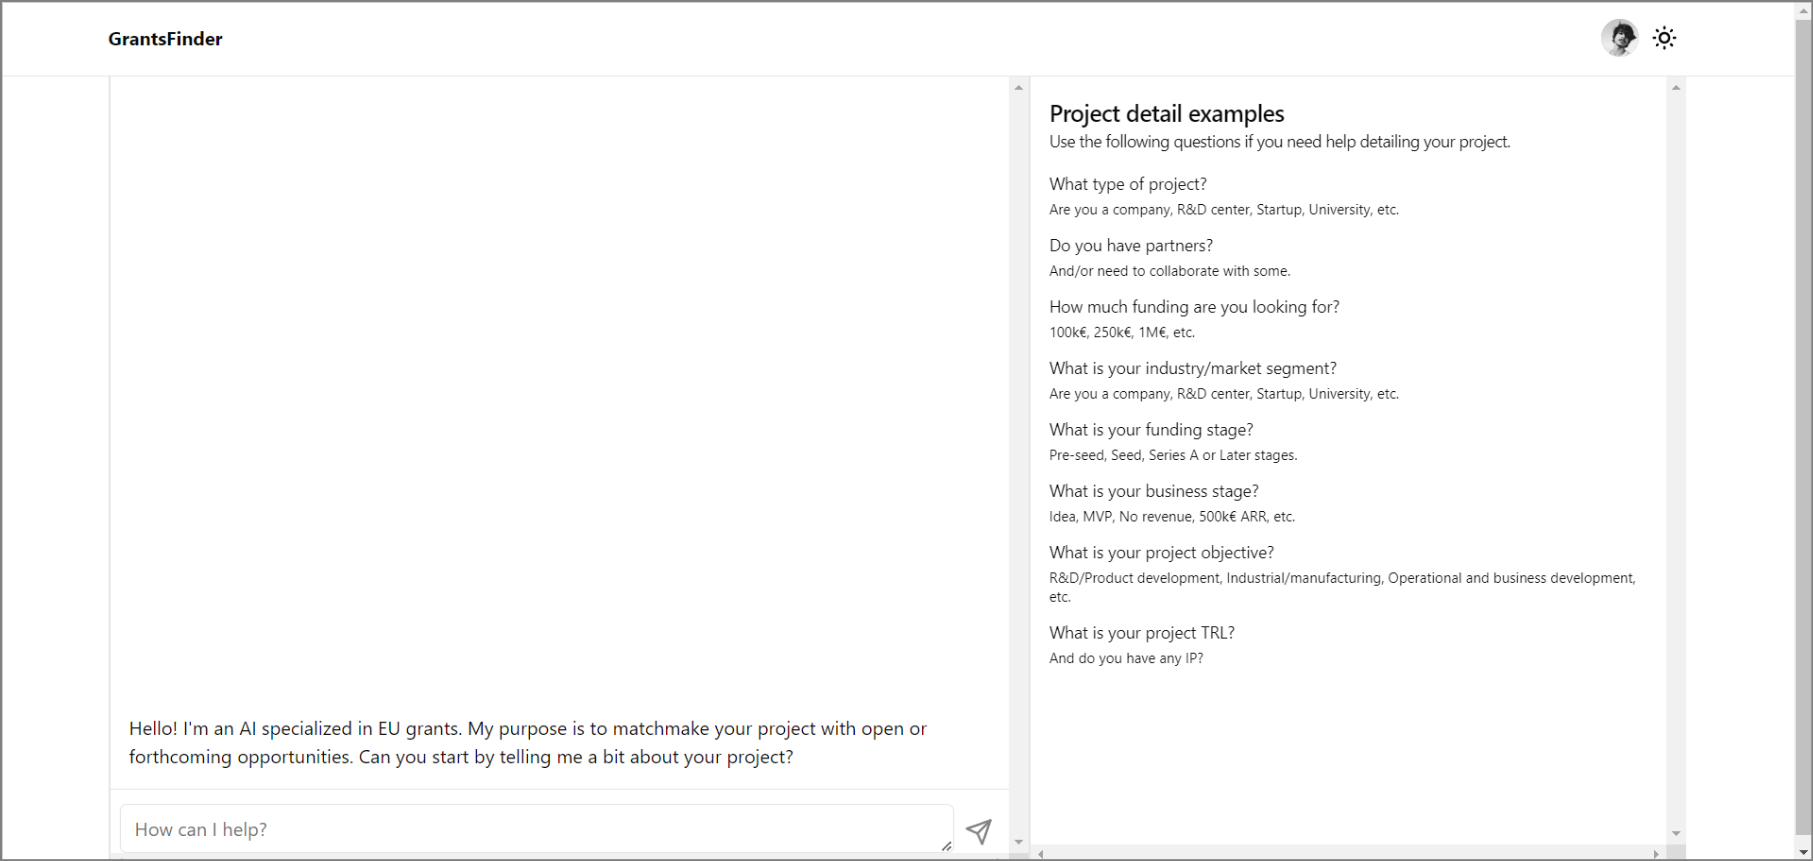 GrantsFinder
Project detail examples
Use the following questions if you need help detailing your project.
What type of project?
Are you a company, R&D center, Startup, University, etc.
Do you have partners?
And/or need to collaborate with some.
How much funding are you looking for?
100k€, 250k€, 1M€, etc.
What is your industry/market segment?
Are you a company, R&D center, Startup, University, etc.
What is your funding stage?
Pre-seed, Seed, Series A or Later stages.
What is your business stage?
Idea, MVP, No revenue, 500k€ ARR, etc.
What is your project objective?
R&D/Product development, Industrial/manufacturing, Operational and business development,
etc.
What is your project TRL?
And do you have any IP?
Hello! I'm an AI specialized in EU grants. My purpose is to matchmake your project with open or
forthcoming opportunities. Can you start by telling me a bit about your project?
How can I help?